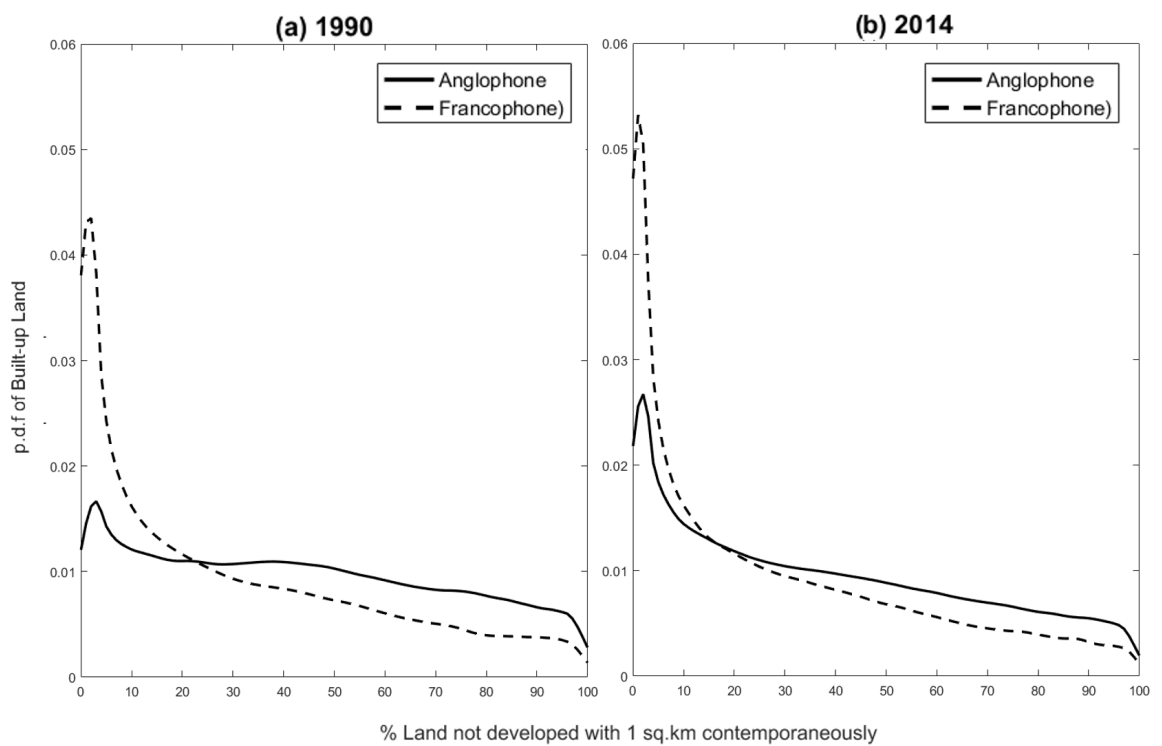 (a) 1990
Anglophone
Francophone)
0.06
0.05
0.04
0.03
0.02
0.01
0
0 10 20 30 40 50 60 70 80 90 100
(b) 2014
Anglophone
Francophone)
0.06
0.05
0.04
0.03
0.02
0.01
0
0 10 20 30 40 50 60 70 80 90 100
p.d.f of Built-up Land
% Land not developed with 1 sq.km contemporaneously